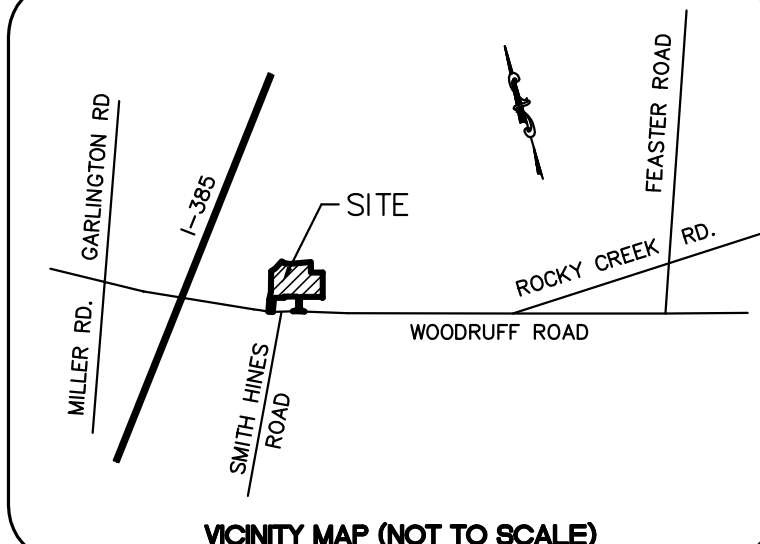 GARLINGTON RD
MILLER RD.
I-385
SITE
FEASTER ROAD
ROCKY CREEK RD.
WOODRUFF ROAD
SMITH HINES
ROAD
VICINITY MAP (NOT TO SCALE)